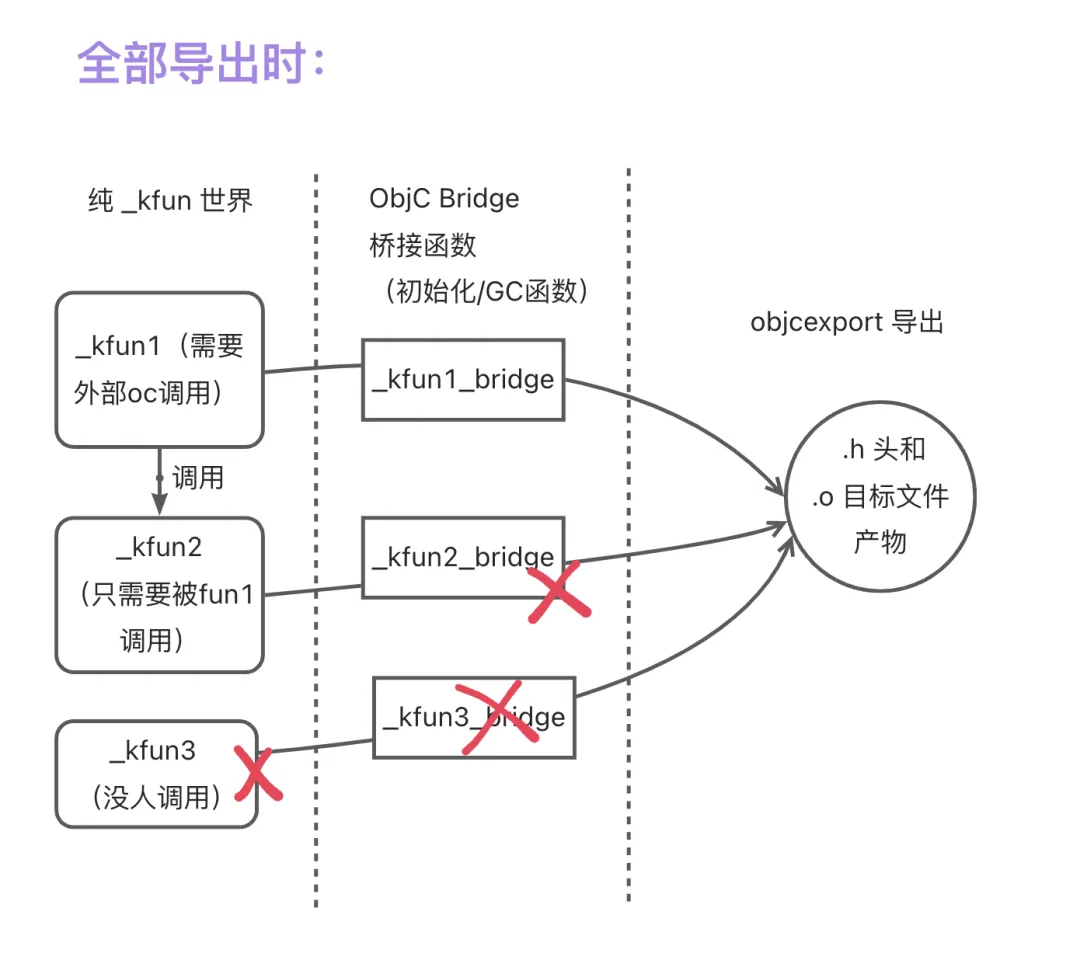 全部导出时：
纯 _kfun 世界
ObjC Bridge
桥接函数
（初始化/GC函数）
objcexport 导出
_kfun1（需要
外部oc调用）
_kfun1_bridge
调用
.h 头和
.o 目标文件
产物
_kfun2
（只需要被fun1
调用）
_kfun2_bridge
_kfun3_bridge
_kfun3
（没人调用）